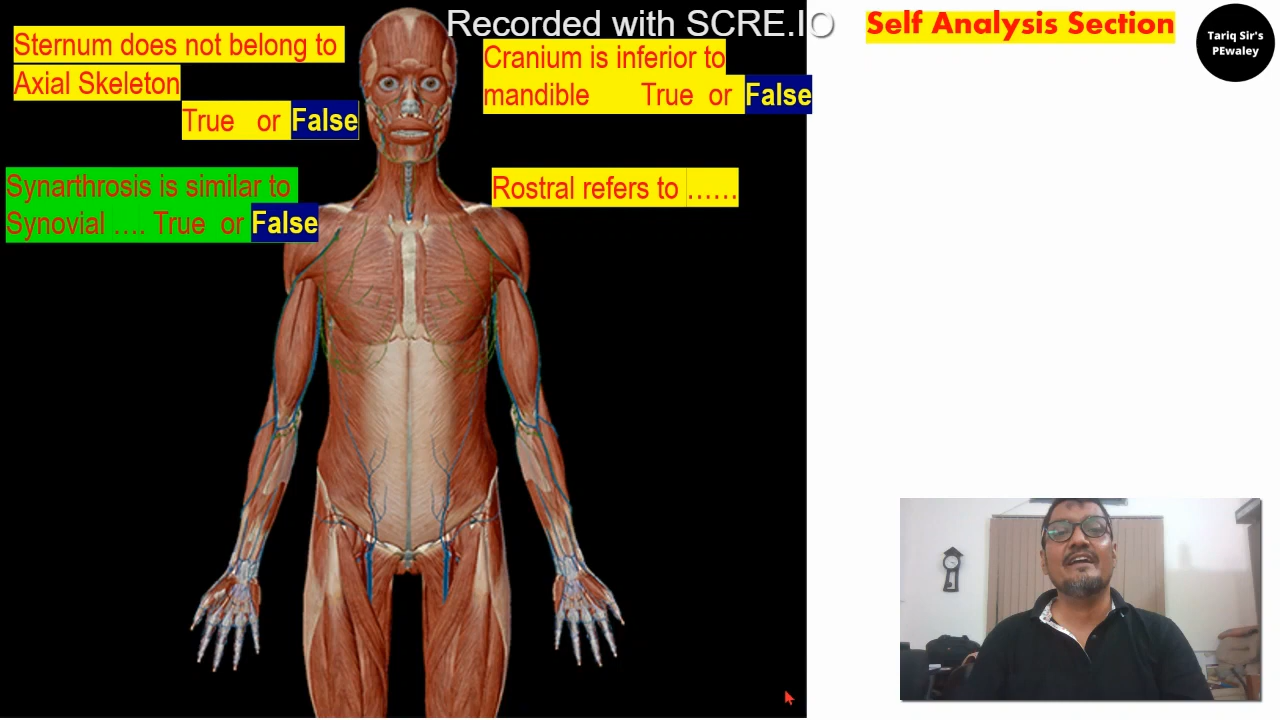 Recorded with SCRE.IO
Self Analysis Section
Tariq Sir's
PEwaley
Sternum does not belong to
Axial Skeleton
True or False
Cranium is inferior to
mandible True or False
Synarthrosis is similar to
Synovial .... True or False
Rostral refers to ......